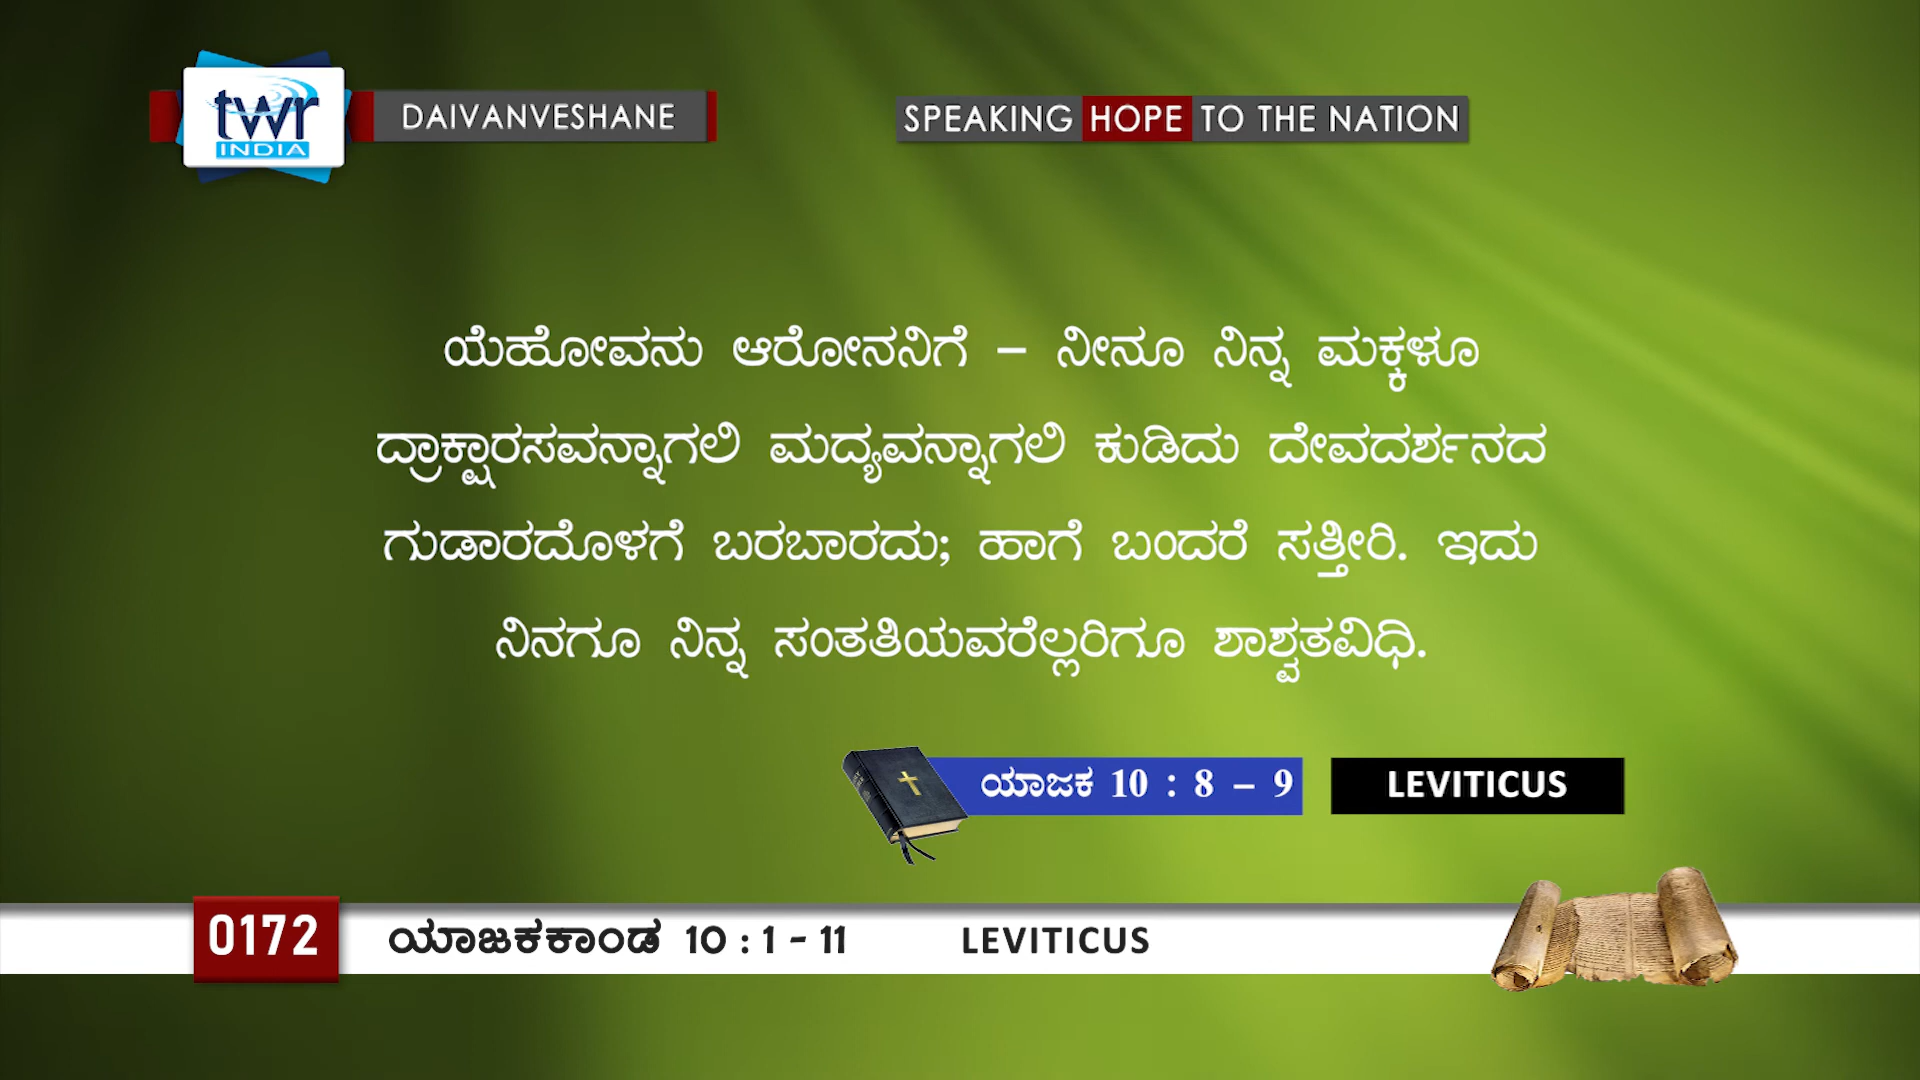 twr
INDIA
DAIVANVESHANE
SPEAKING HOPE TO THE NATION
ಯೆಹೋವನು ಆರೋನನಿಗೆ – ನೀನೂ ನಿನ್ನ ಮಕ್ಕಳೂ
ದ್ರಾಕ್ಷಾರಸವನ್ನಾಗಲಿ ಮದ್ಯವನ್ನಾಗಲಿ ಕುಡಿದು ದೇವದರ್ಶನದ
ಗುಡಾರದೊಳಗೆ ಬರಬಾರದು; ಹಾಗೆ ಬಂದರೆ ಸತ್ತೀರಿ. ಇದು
ನಿನಗೂ ನಿನ್ನ ಸಂತತಿಯವರೆಲ್ಲರಿಗೂ ಶಾಶ್ವತವಿಧಿ.
ಯಾಜಕ 10 : 8 – 9
LEVITICUS
0172
ಯಾಜಕಕಾಂಡ 10 : 1 - 11
LEVITICUS